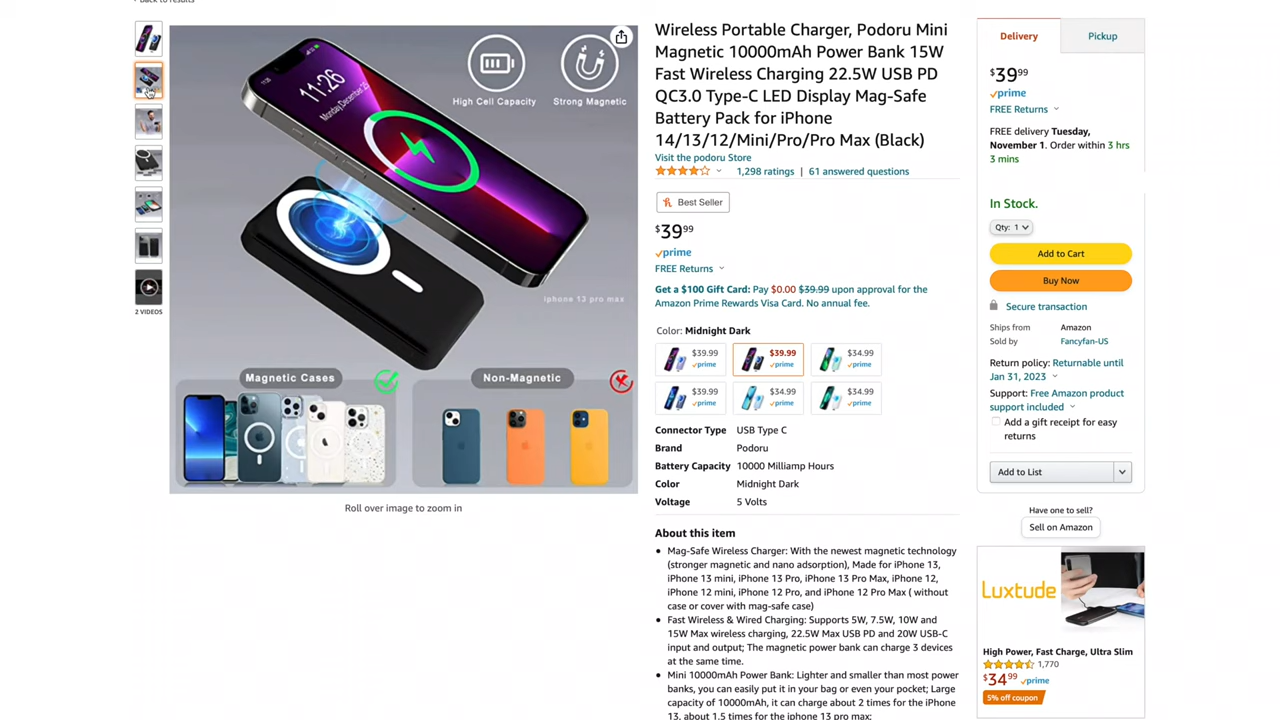 Back to results
11:26
Monday, December 25
High Cell Capacity
Strong Magnetic
iphone 13 pro max
Magnetic Cases
Non-Magnetic
2 VIDEOS
Roll over image to zoom in
Wireless Portable Charger, Podoru Mini
Magnetic 10000mAh Power Bank 15W
Fast Wireless Charging 22.5W USB PD
QC3.0 Type-C LED Display Mag-Safe
Battery Pack for iPhone
14/13/12/Mini/Pro/Pro Max (Black)
Visit the podoru Store
1,298 ratings | 61 answered questions
Best Seller
$39⁹⁹
prime
FREE Returns
Get a $100 Gift Card: Pay $0.00 $39.99 upon approval for the
Amazon Prime Rewards Visa Card. No annual fee.
Color: Midnight Dark
$39.99 prime
$39.99 prime
$34.99 prime
$39.99 prime
$34.99 prime
$34.99 prime
Connector Type USB Type C
Brand Podoru
Battery Capacity 10000 Milliamp Hours
Color Midnight Dark
Voltage 5 Volts
About this item
Mag-Safe Wireless Charger: With the newest magnetic technology
(stronger magnetic and nano adsorption), Made for iPhone 13,
iPhone 13 mini, iPhone 13 Pro, iPhone 13 Pro Max, iPhone 12,
iPhone 12 mini, iPhone 12 Pro, and iPhone 12 Pro Max ( without
case or cover with mag-safe case)
Fast Wireless & Wired Charging: Supports 5W, 7.5W, 10W and
15W Max wireless charging, 22.5W Max USB PD and 20W USB-C
input and output; The magnetic power bank can charge 3 devices
at the same time.
Mini 10000mAh Power Bank: Lighter and smaller than most power
banks, you can easily put it in your bag or even your pocket; Large
capacity of 10000mAh, it can charge about 2 times for the iPhone
13, about 1.5 times for the iphone 13 pro max;
Delivery
Pickup
$39⁹⁹
prime
FREE Returns
FREE delivery Tuesday,
November 1. Order within 3 hrs
3 mins
In Stock.
Qty: 1
Add to Cart
Buy Now
Secure transaction
Ships from Amazon
Sold by Fancyfan-US
Return policy: Returnable until
Jan 31, 2023
Support: Free Amazon product
support included
Add a gift receipt for easy
returns
Add to List
Have one to sell?
Sell on Amazon
Luxtude
High Power, Fast Charge, Ultra Slim
1,770
$34⁹⁹ prime
5% off coupon